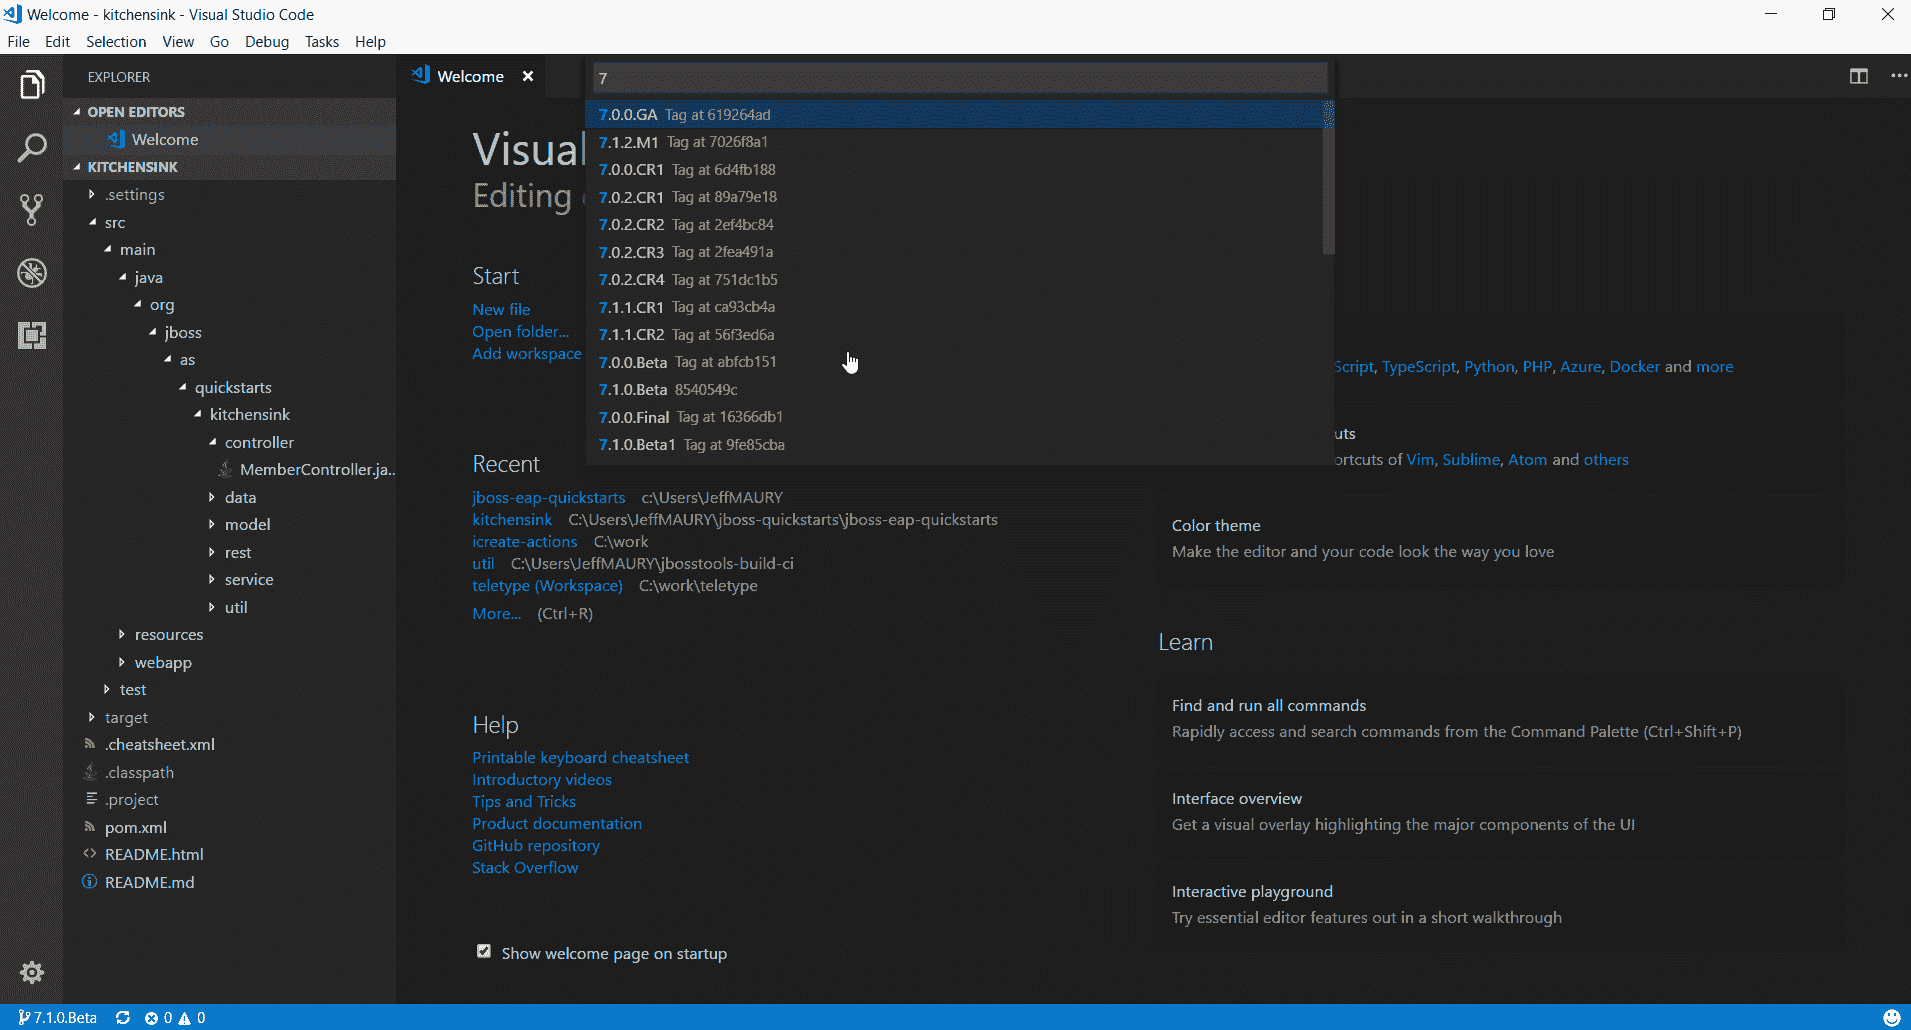 Welcome - kitchensink - Visual Studio Code
File Edit Selection View Go Debug Tasks Help
EXPLORER
OPEN EDITORS
Welcome
KITCHENSINK
.settings
src
main
java
org
jboss
as
quickstarts
kitchensink
controller
MemberController.ja..
data
model
rest
service
util
resources
webapp
test
target
.cheatsheet.xml
.classpath
.project
pom.xml
README.html
README.md
Welcome
7
7.0.0.GA Tag at 619264ad
7.1.2.M1 Tag at 7026f8a1
7.0.0.CR1 Tag at 6d4fb188
7.0.2.CR1 Tag at 89a79e18
7.0.2.CR2 Tag at 2ef4bc84
7.0.2.CR3 Tag at 2fea491a
7.0.2.CR4 Tag at 751dc1b5
7.1.1.CR1 Tag at ca93cb4a
7.1.1.CR2 Tag at 56f3ed6a
7.0.0.Beta Tag at abfcb151
7.1.0.Beta 8540549c
7.0.0.Final Tag at 16366db1
7.1.0.Beta1 Tag at 9fe85cba
Visual
Editing
Start
New file
Open folder...
Add workspace
Recent
jboss-eap-quickstarts c:\Users\JeffMAURY
kitchensink C:\Users\JeffMAURY\jboss-quickstarts\jboss-eap-quickstarts
icreate-actions C:\work
util C:\Users\JeffMAURY\jbosstools-build-ci
teletype (Workspace) C:\work\teletype
More... (Ctrl+R)
Help
Printable keyboard cheatsheet
Introductory videos
Tips and Tricks
Product documentation
GitHub repository
Stack Overflow
Show welcome page on startup
Script, TypeScript, Python, PHP, Azure, Docker and more
uts
ortcuts of Vim, Sublime, Atom and others
Color theme
Make the editor and your code look the way you love
Learn
Find and run all commands
Rapidly access and search commands from the Command Palette (Ctrl+Shift+P)
Interface overview
Get a visual overlay highlighting the major components of the UI
Interactive playground
Try essential editor features out in a short walkthrough
7.1.0.Beta 0 0